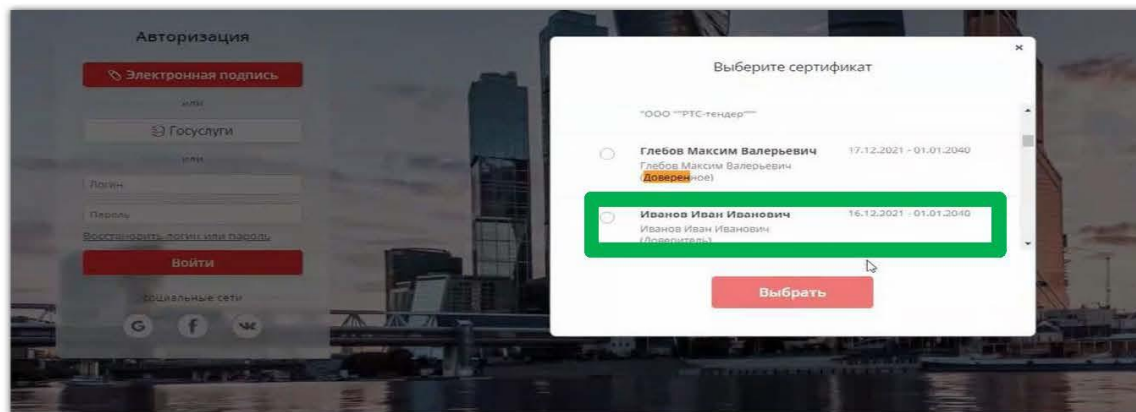 Авторизация
Электронная подпись
или
Госуслуги
или
Логин
Пароль
Восстановить логин или пароль
Войти
социальные сети
G f
×
Выберите сертификат
"ООО ""РТС-тендер"""
Глебов Максим Валерьевич 17.12.2021 - 01.01.2040
Глебов Максим Валерьевич
(Доверенное)
Иванов Иван Иванович 16.12.2021 - 01.01.2040
Иванов Иван Иванович
(Доверитель)
Выбрать